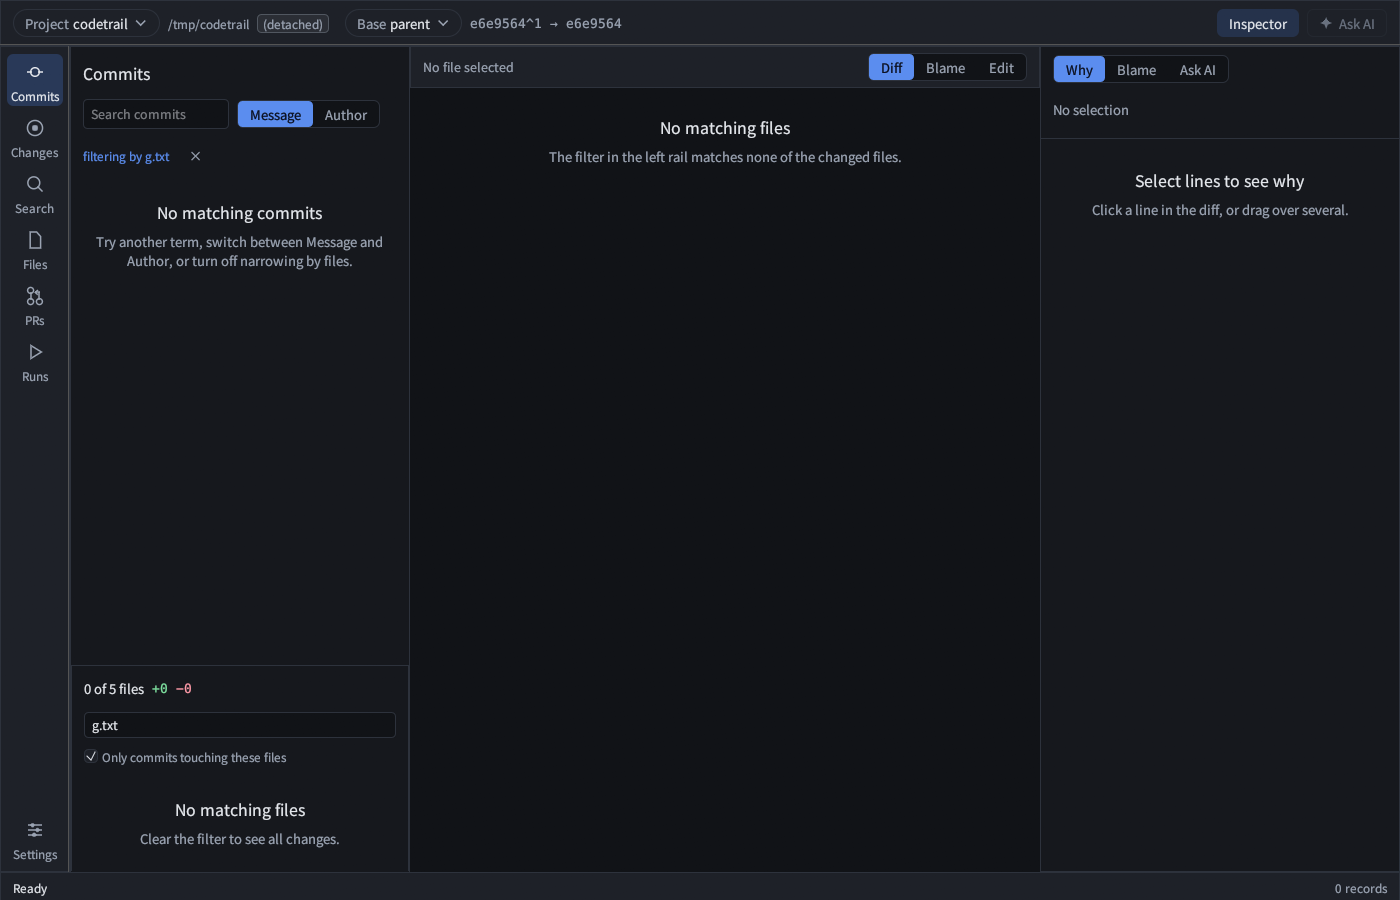 Project codetrail /tmp/codetrail (detached) Base parent e6e9564^1 → e6e9564 Inspector Ask AI
Commits
Changes
Search
Files
PRs
Runs
Settings
Commits
Search commits Message Author
filtering by g.txt
No matching commits
Try another term, switch between Message and
Author, or turn off narrowing by files.
0 of 5 files +0 −0
g.txt
Only commits touching these files
No matching files
Clear the filter to see all changes.
No file selected Diff Blame Edit
No matching files
The filter in the left rail matches none of the changed files.
Why Blame Ask AI
No selection
Select lines to see why
Click a line in the diff, or drag over several.
Ready 0 records